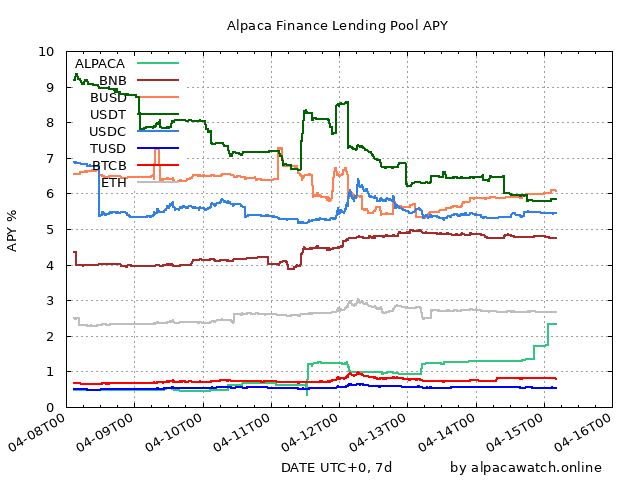 Alpaca Finance Lending Pool APY
10
9
8
7
6
5
4
3
2
1
0
APY %
ALPACA
BNB
BUSD
USDT
USDC
TUSD
BTCB
ETH
04-08T00
04-09T00
04-10T00
04-11T00
04-12T00
04-13T00
04-14T00
04-15T00
04-16T00
DATE UTC+0, 7d
by alpacawatch.online